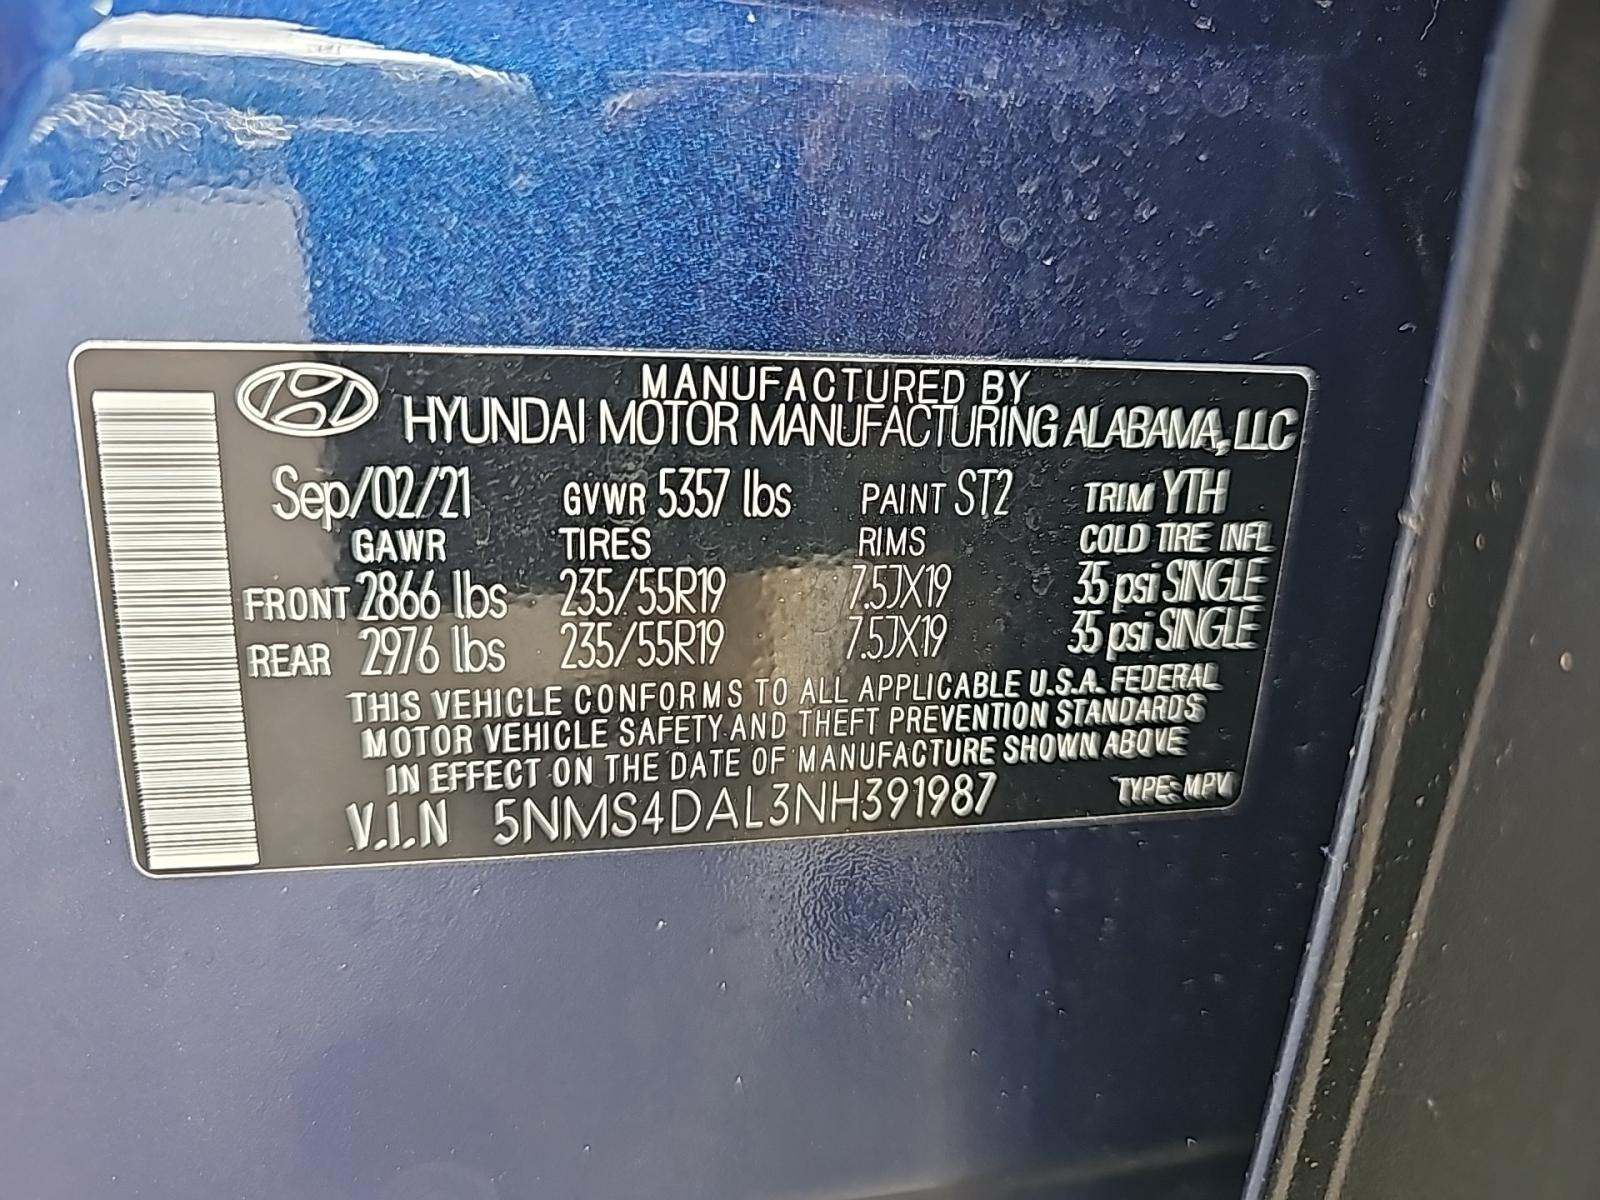 MANUFACTURED BY
HYUNDAI MOTOR MANUFACTURING ALABAMA, LLC
Sep/02/21 GVWR 5357 lbs PAINT ST2 TRIM YTH
GAWR TIRES RIMS COLD TIRE INFL
FRONT 2866 lbs 235/55R19 7.5JX19 35 psi SINGLE
REAR 2976 lbs 235/55R19 7.5JX19 35 psi SINGLE
THIS VEHICLE CONFORMS TO ALL APPLICABLE U.S.A. FEDERAL
MOTOR VEHICLE SAFETY AND THEFT PREVENTION STANDARDS
IN EFFECT ON THE DATE OF MANUFACTURE SHOWN ABOVE
V.I.N 5NMS4DAL3NH391987 TYPE: MPV